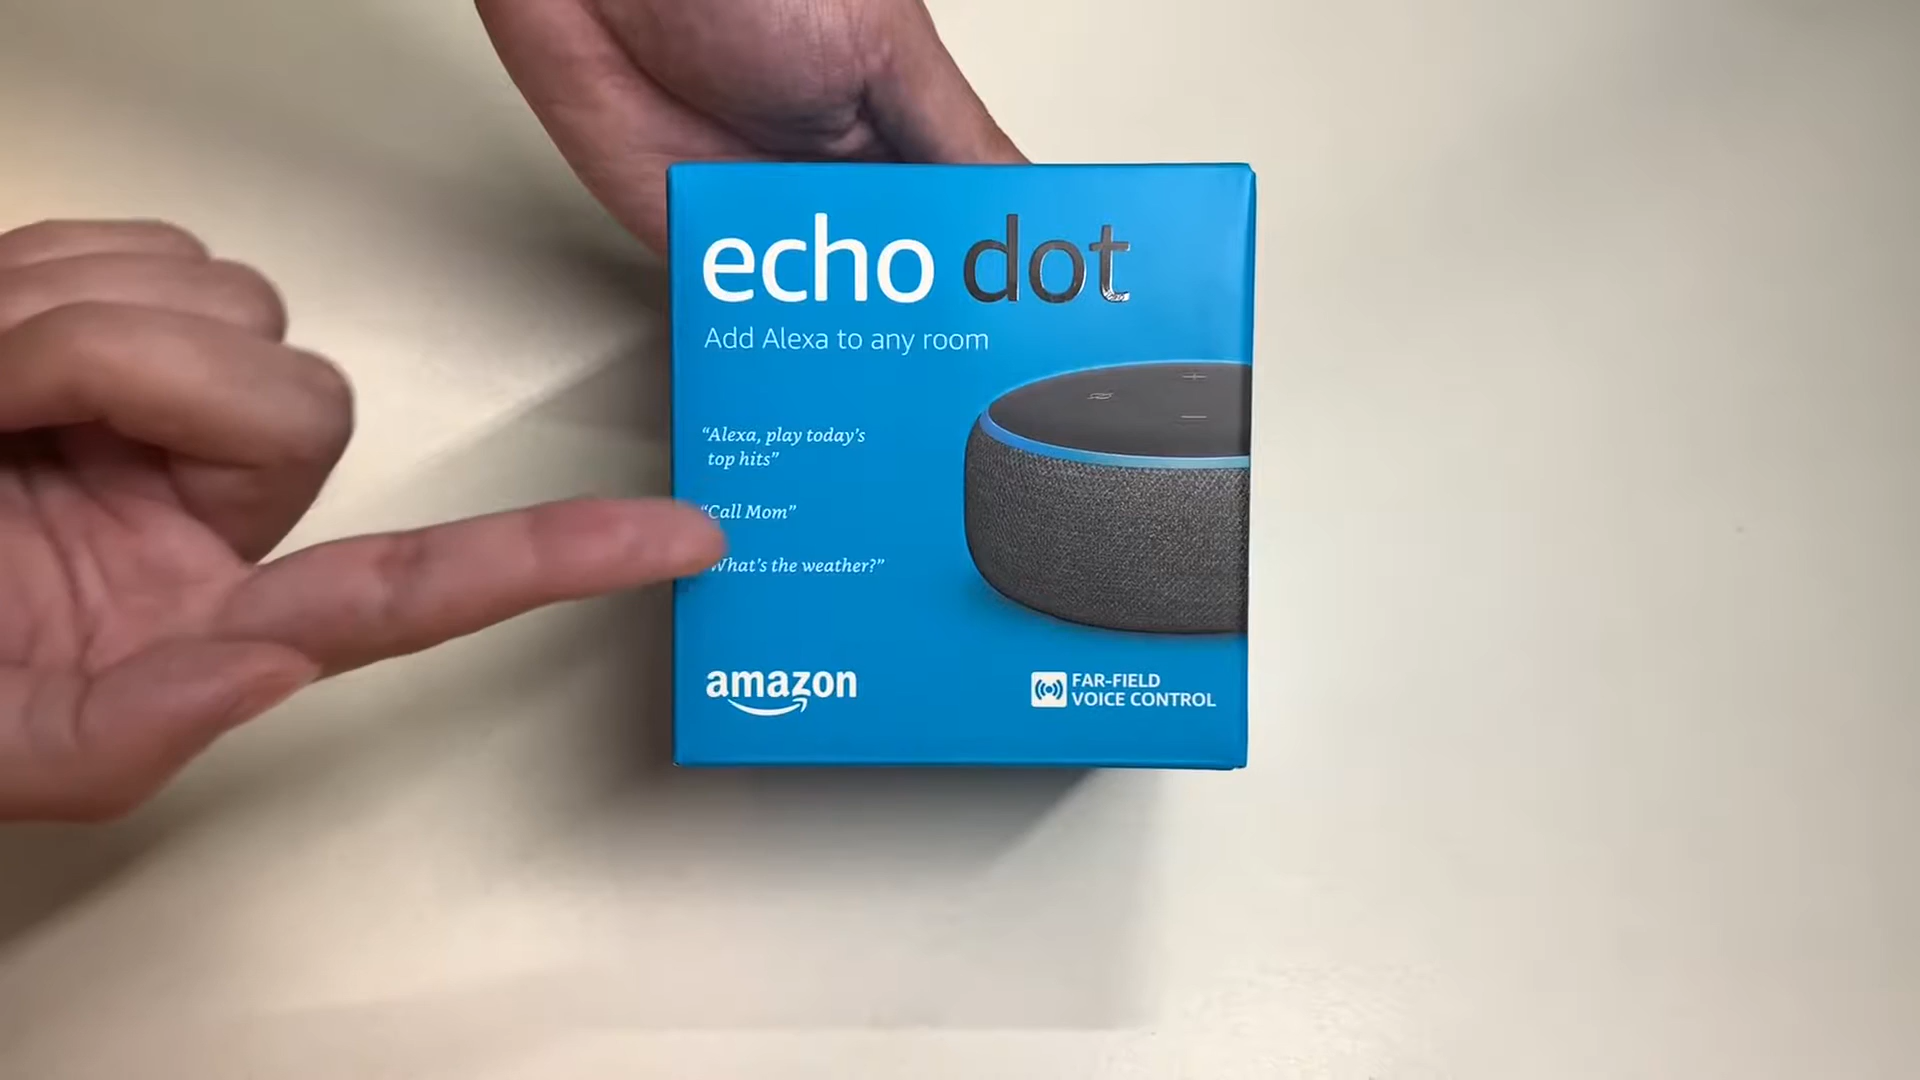 echo dot
Add Alexa to any room
“Alexa, play today’s
top hits”
“Call Mom”
What’s the weather?”
amazon
FAR-FIELD
VOICE CONTROL